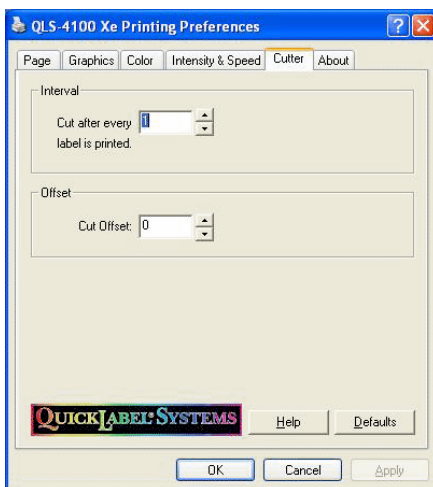 QLS-4100 Xe Printing Preferences
Page Graphics Color Intensity & Speed Cutter About
Interval
Cut after every 1
label is printed.
Offset
Cut Offset: 0
QUICKLABEL® SYSTEMS Help Defaults
OK Cancel Apply